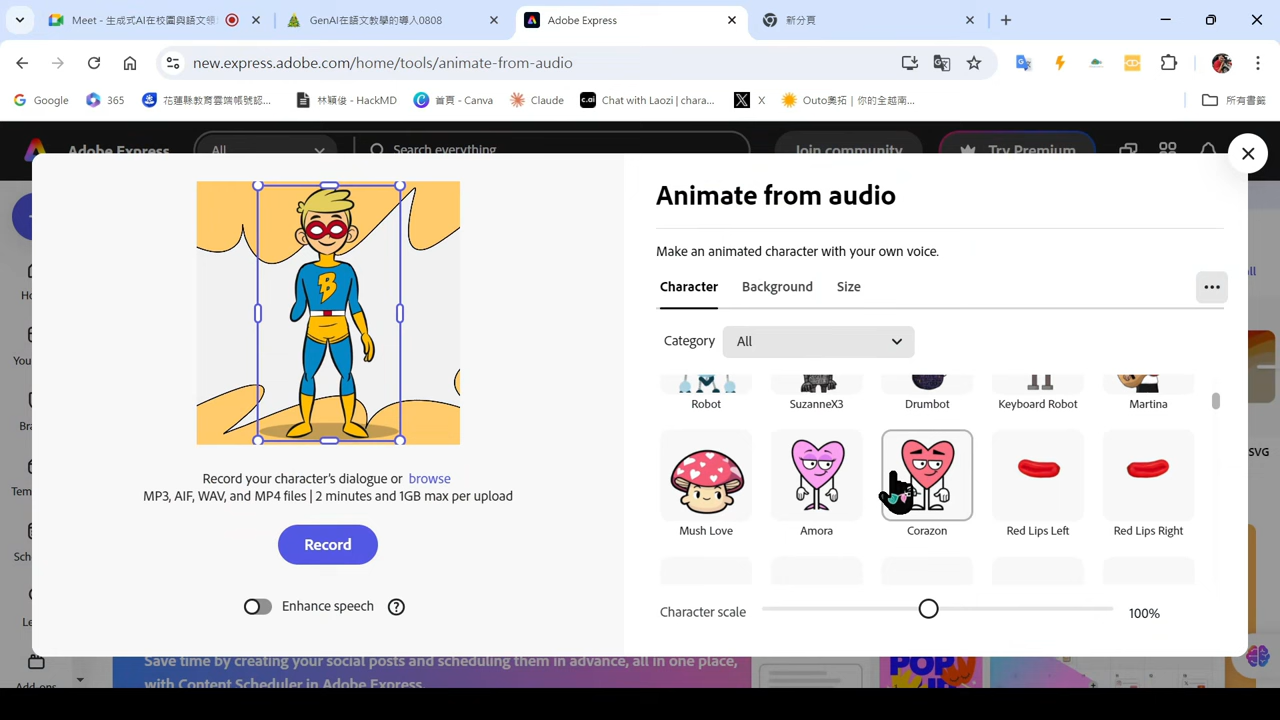 Meet - 生成式AI在校園與語文領
GenAI在語文教學的導入0808
Adobe Express
新分頁
new.express.adobe.com/home/tools/animate-from-audio
Google
365
花蓮縣教育雲端帳號認...
林穎俊 - HackMD
首頁 - Canva
Claude
c.ai
Chat with Laozi | chara...
X
Outo奧拓｜你的全越南...
所有書籤
Adobe Express
All
Search everything
Join community
Try Premium
Animate from audio
Make an animated character with your own voice.
Character
Background
Size
Category
All
Robot
SuzanneX3
Drumbot
Keyboard Robot
Martina
Mush Love
Amora
Corazon
Red Lips Left
Red Lips Right
Character scale
100%
B
Record your character's dialogue or browse
MP3, AIF, WAV, and MP4 files | 2 minutes and 1GB max per upload
Record
Enhance speech
?
SVG
Add-ons
Save time by creating your social posts and scheduling them in advance, all in one place,
with Content Scheduler in Adobe Express.
POP